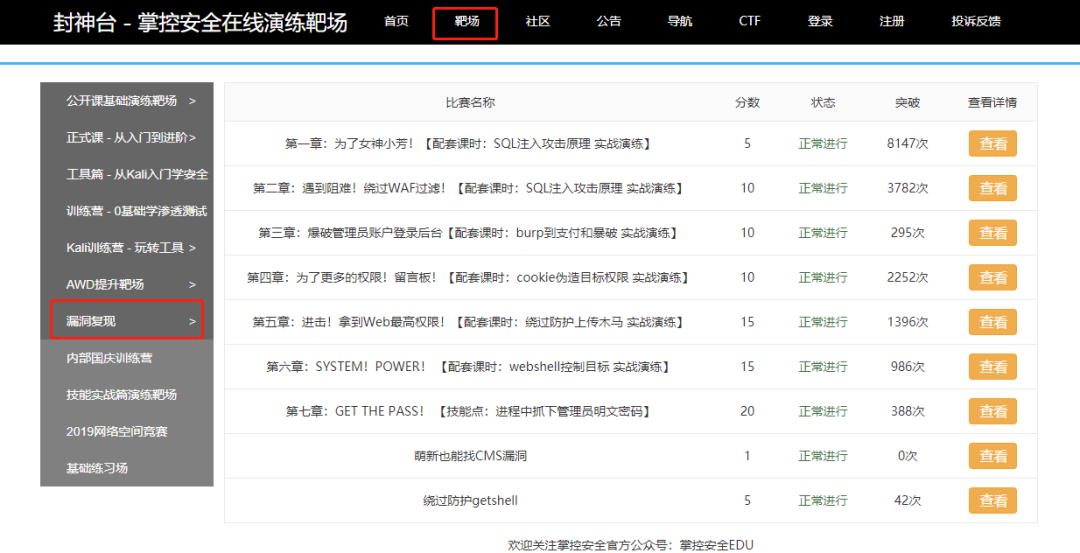 封神台 - 掌控安全在线演练靶场 首页 靶场 社区 公告 导航 CTF 登录 注册 投诉反馈
公开课基础演练靶场 >
正式课 - 从入门到进阶>
工具篇 - 从Kali入门学安全
训练营 - 0基础学渗透测试
Kali训练营 - 玩转工具 >
AWD提升靶场 >
漏洞复现 >
内部国庆训练营
技能实战篇演练靶场
2019网络空间竞赛
基础练习场
比赛名称 分数 状态 突破 查看详情
第一章：为了女神小芳！【配套课时：SQL注入攻击原理 实战演练】 5 正常进行 8147次 查看
第二章：遇到阻难！绕过WAF过滤！【配套课时：SQL注入攻击原理 实战演练】 10 正常进行 3782次 查看
第三章：爆破管理员账户登录后台【配套课时：burp到支付和暴破 实战演练】 10 正常进行 295次 查看
第四章：为了更多的权限！留言板！【配套课时：cookie伪造目标权限 实战演练】 10 正常进行 2252次 查看
第五章：进击！拿到Web最高权限！【配套课时：绕过防护上传木马 实战演练】 15 正常进行 1396次 查看
第六章：SYSTEM！POWER！【配套课时：webshell控制目标 实战演练】 15 正常进行 986次 查看
第七章：GET THE PASS！【技能点：进程中抓下管理员明文密码】 20 正常进行 388次 查看
萌新也能找CMS漏洞 1 正常进行 0次 查看
绕过防护getshell 5 正常进行 42次 查看
欢迎关注掌控安全官方公众号：掌控安全EDU